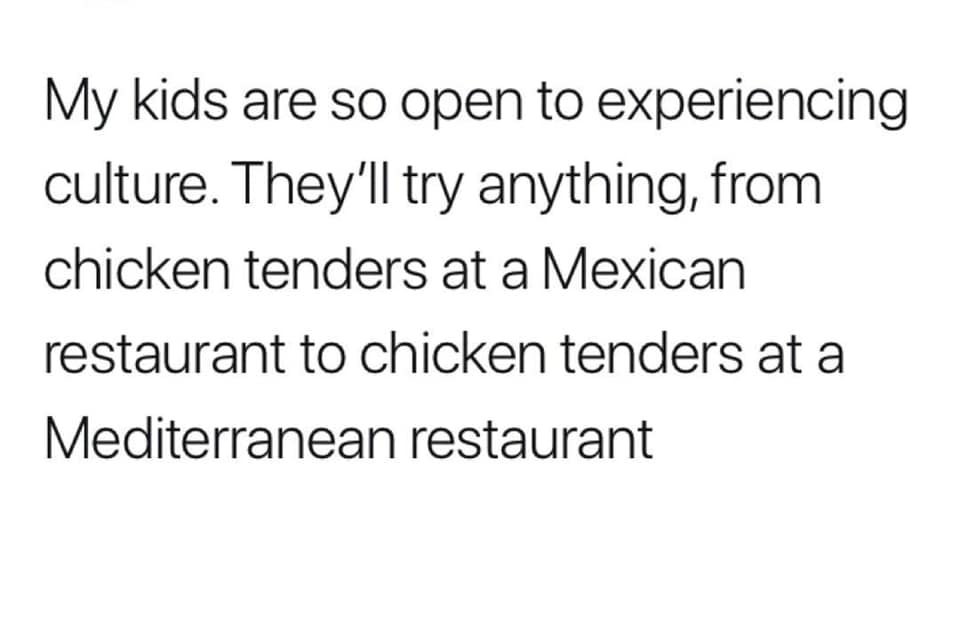 My kids are so open to experiencing
culture. They’ll try anything, from
chicken tenders at a Mexican
restaurant to chicken tenders at a
Mediterranean restaurant